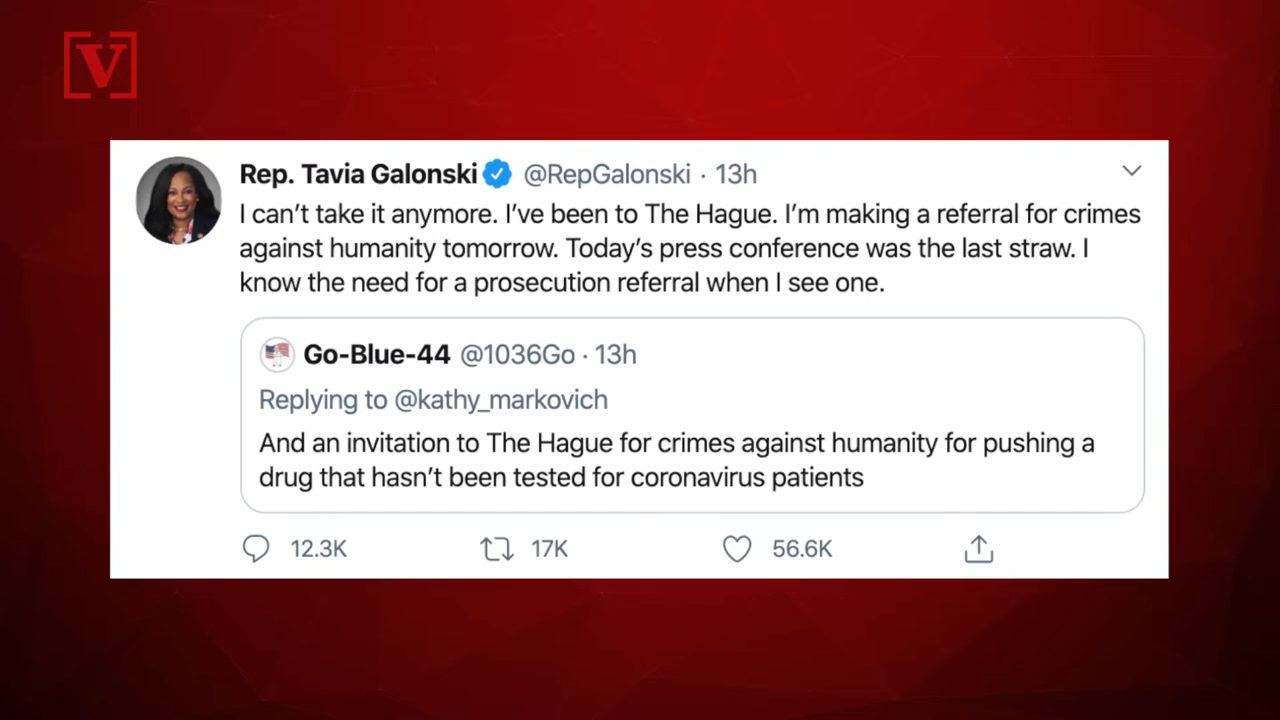 V
Rep. Tavia Galonski @RepGalonski · 13h
I can’t take it anymore. I’ve been to The Hague. I’m making a referral for crimes
against humanity tomorrow. Today’s press conference was the last straw. I
know the need for a prosecution referral when I see one.
Go-Blue-44 @1036Go · 13h
Replying to @kathy_markovich
And an invitation to The Hague for crimes against humanity for pushing a
drug that hasn’t been tested for coronavirus patients
12.3K 17K 56.6K